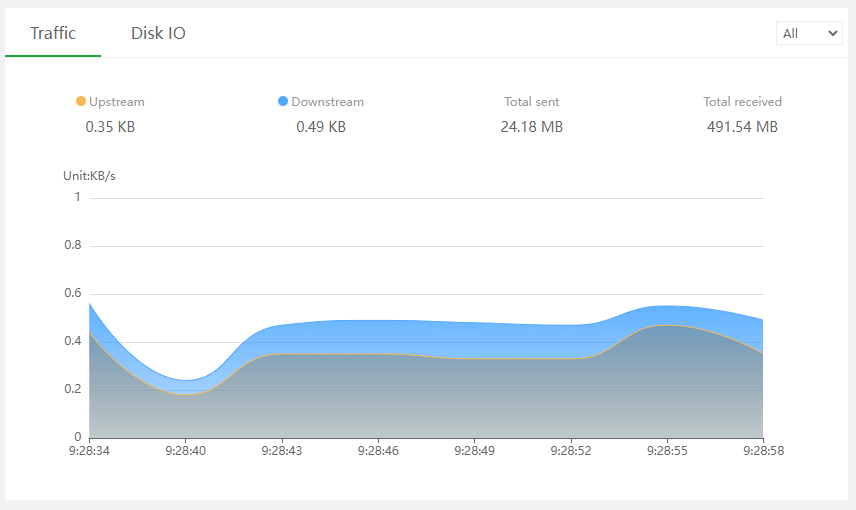 Traffic Disk IO All
Upstream Downstream Total sent Total received
0.35 KB 0.49 KB 24.18 MB 491.54 MB
Unit:KB/s
1
0.8
0.6
0.4
0.2
0
9:28:34 9:28:40 9:28:43 9:28:46 9:28:49 9:28:52 9:28:55 9:28:58